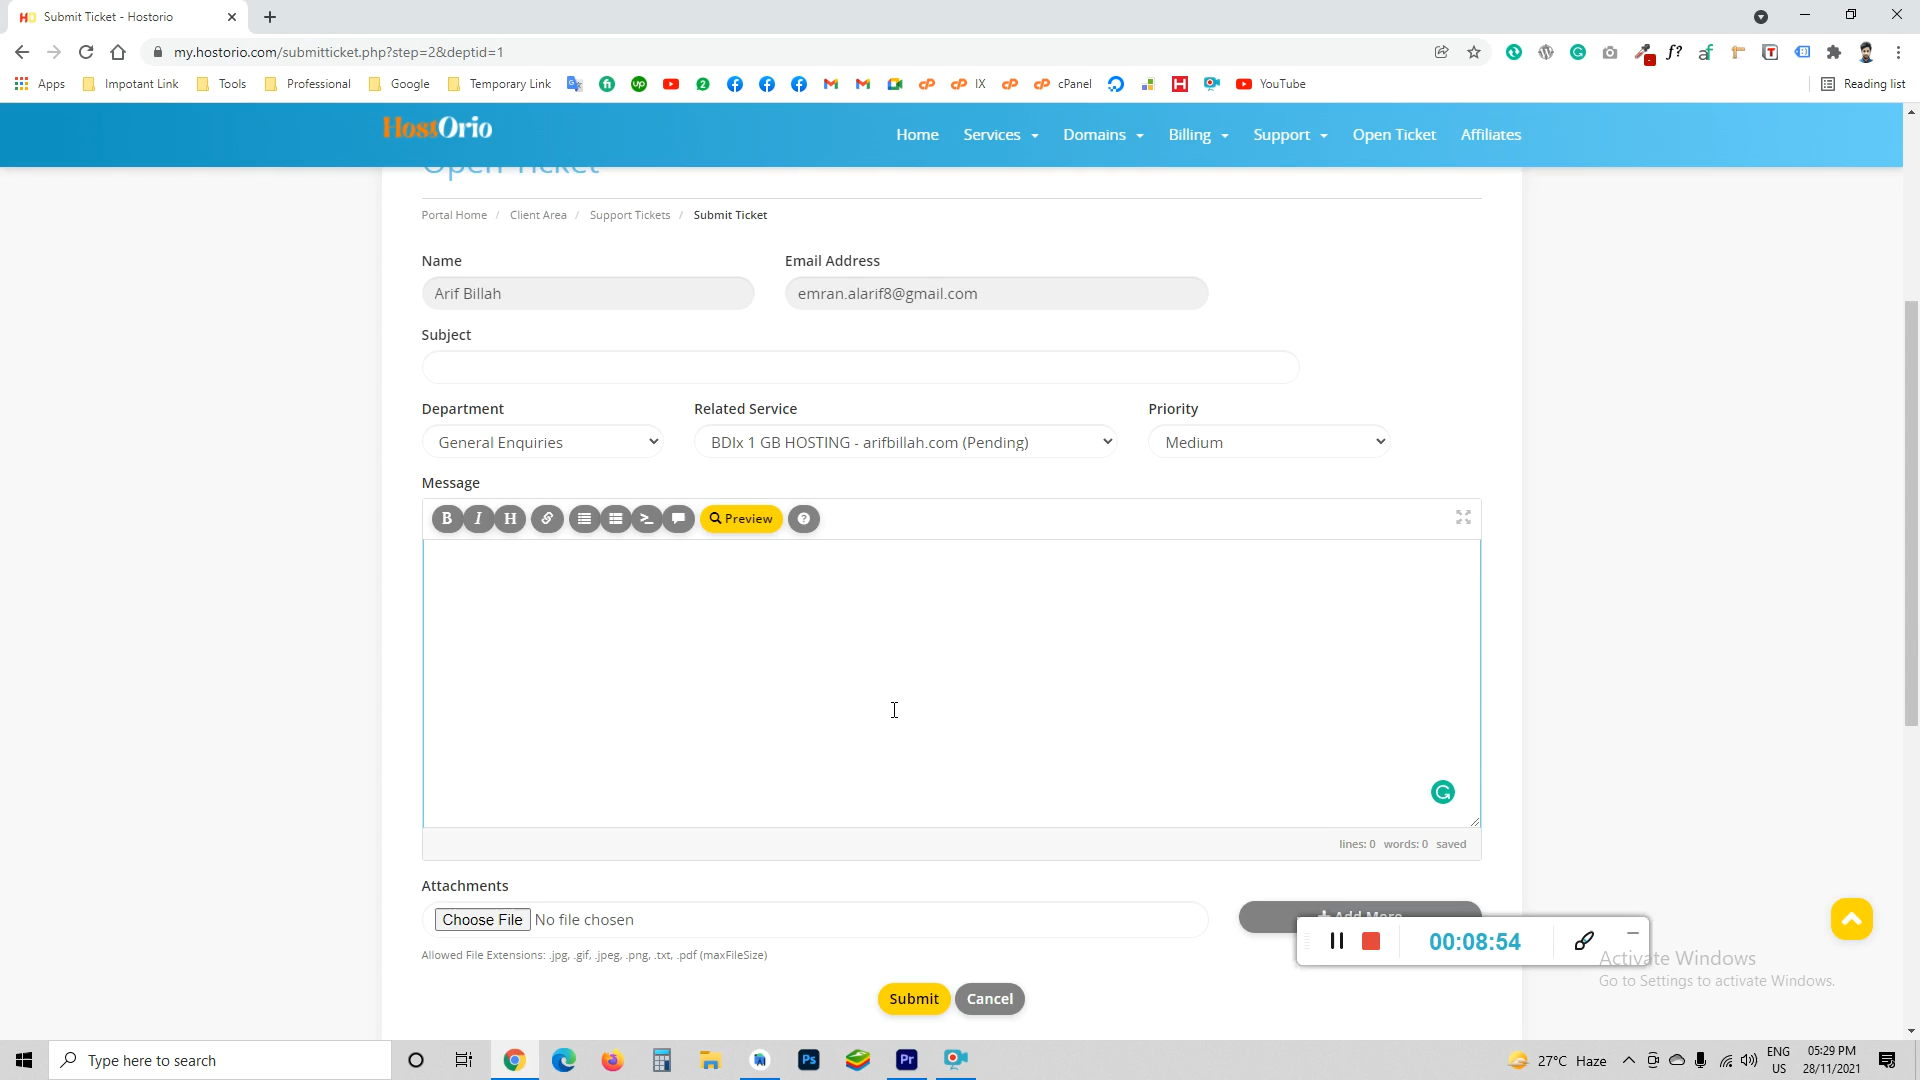 Submit Ticket - Hostorio
my.hostorio.com/submitticket.php?step=2&deptid=1
Apps Impotant Link Tools Professional Google Temporary Link IX cPanel YouTube Reading list
HostOrio
Home Services Domains Billing Support Open Ticket Affiliates
Open Ticket
Portal Home / Client Area / Support Tickets / Submit Ticket
Name Email Address
Arif Billah emran.alarif8@gmail.com
Subject
Department Related Service Priority
General Enquiries BDIx 1 GB HOSTING - arifbillah.com (Pending) Medium
Message
B I H Preview
lines: 0 words: 0 saved
Attachments
Choose File No file chosen + Add More
00:08:54
Allowed File Extensions: .jpg, .gif, .jpeg, .png, .txt, .pdf (maxFileSize)
Activate Windows
Go to Settings to activate Windows.
Submit Cancel
Type here to search
Ps Pr
27°C Haze
ENG
US
05:29 PM
28/11/2021